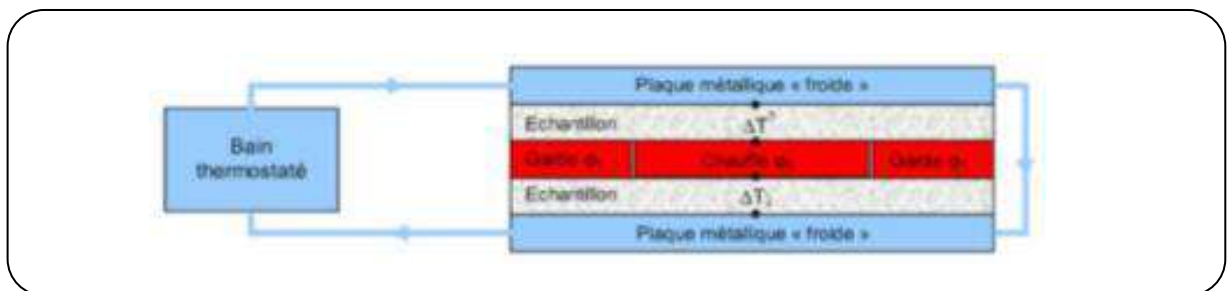 Plaque métallique « froide »
Echantillon ΔT
Bain
thermostaté
Garde Chauffe Garde
Echantillon ΔT
Plaque métallique « froide »